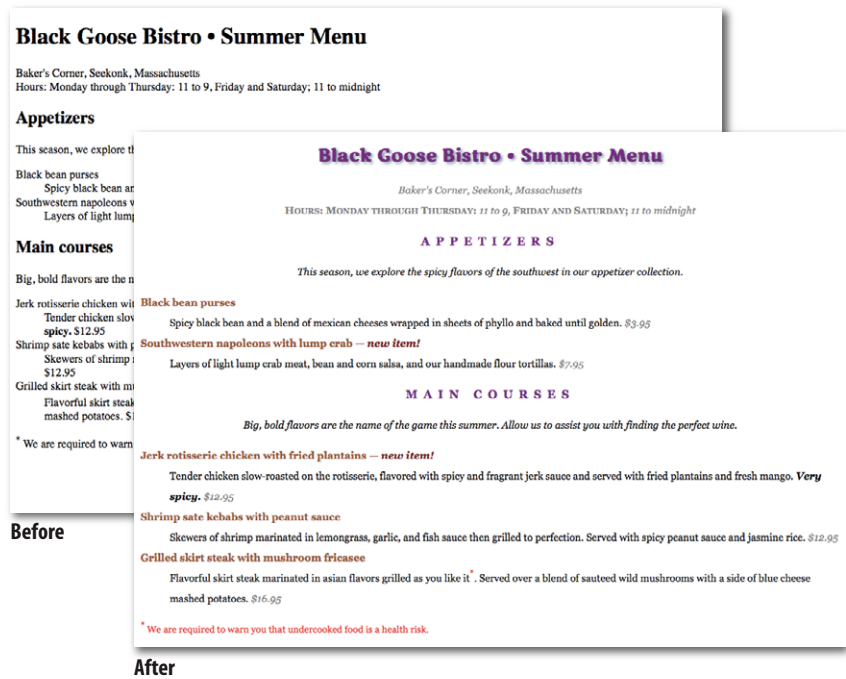 Black Goose Bistro • Summer Menu
Baker's Corner, Seekonk, Massachusetts
Hours: Monday through Thursday: 11 to 9, Friday and Saturday; 11 to midnight
Appetizers
This season, we explore
Black bean purses
Spicy black bean
Southwestern napoleons
Layers of light lump
Main courses
Big, bold flavors are the
Jerk rotisserie chicken
Tender chicken
spicy. $12.95
Shrimp sate kebabs with
Skewers of shrimp
$12.95
Grilled skirt steak with
Flavorful skirt steak
mashed potatoes.
* We are required to warn
Before
Black Goose Bistro • Summer Menu
Baker's Corner, Seekonk, Massachusetts
Hours: Monday through Thursday: 11 to 9, Friday and Saturday; 11 to midnight
APPETIZERS
This season, we explore the spicy flavors of the southwest in our appetizer collection.
Black bean purses
Spicy black bean and a blend of mexican cheeses wrapped in sheets of phyllo and baked until golden. $3.95
Southwestern napoleons with lump crab — new item!
Layers of light lump crab meat, bean and corn salsa, and our handmade flour tortillas. $7.95
MAIN COURSES
Big, bold flavors are the name of the game this summer. Allow us to assist you with finding the perfect wine.
Jerk rotisserie chicken with fried plantains — new item!
Tender chicken slow-roasted on the rotisserie, flavored with spicy and fragrant jerk sauce and served with fried plantains and fresh mango. Very
spicy. $12.95
Shrimp sate kebabs with peanut sauce
Skewers of shrimp marinated in lemongrass, garlic, and fish sauce then grilled to perfection. Served with spicy peanut sauce and jasmine rice. $12.95
Grilled skirt steak with mushroom fricasee
Flavorful skirt steak marinated in asian flavors grilled as you like it*. Served over a blend of sauteed wild mushrooms with a side of blue cheese
mashed potatoes. $16.95
* We are required to warn you that undercooked food is a health risk.
After